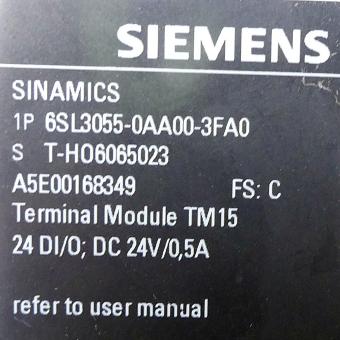 SIEMENS
SINAMICS
1P 6SL3055-0AA00-3FA0
S T-HO6065023
A5E00168349 FS: C
Terminal Module TM15
24 DI/O; DC 24V/0,5A
refer to user manual